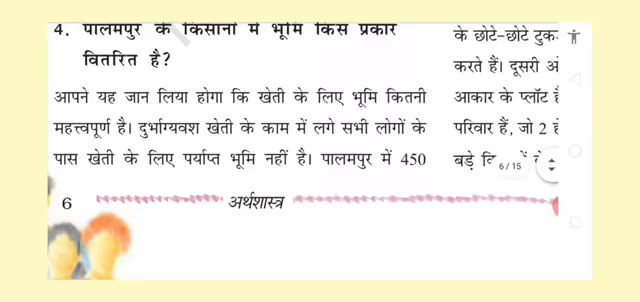 4. पालमपुर के किसानों में भूमि किस प्रकार
वितरित है?
आपने यह जान लिया होगा कि खेती के लिए भूमि कितनी
महत्त्वपूर्ण है। दुर्भाग्यवश खेती के काम में लगे सभी लोगों के
पास खेती के लिए पर्याप्त भूमि नहीं है। पालमपुर में 450
6
अर्थशास्त्र
के छोटे-छोटे
करते हैं। दूसरी
आकार के प्लॉट
परिवार हैं, जो 2
बड़े
6/15